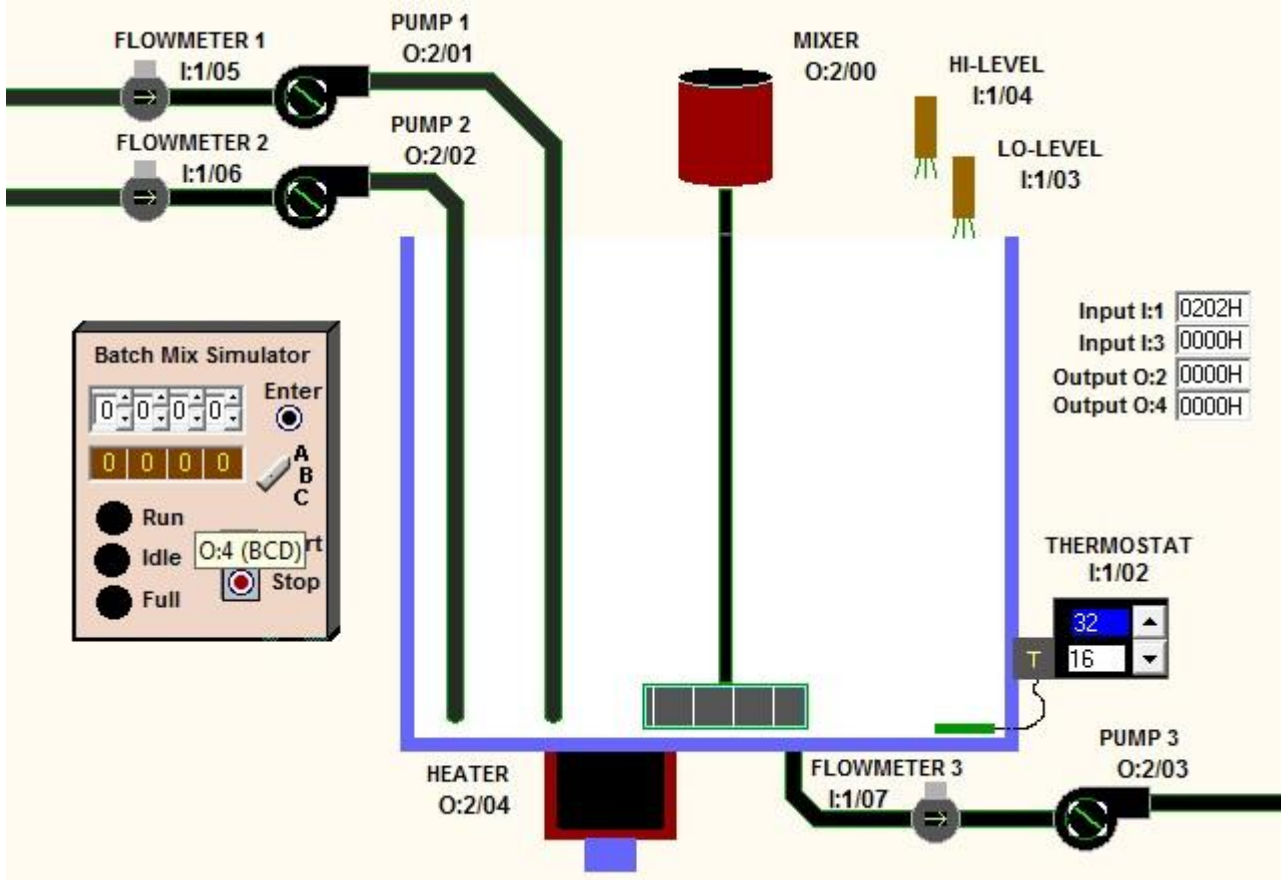 FLOWMETER 1
I:1/05
PUMP 1
O:2/01
FLOWMETER 2
I:1/06
PUMP 2
O:2/02
MIXER
O:2/00
HI-LEVEL
I:1/04
LO-LEVEL
I:1/03
Input I:1 0202H
Input I:3 0000H
Output O:2 0000H
Output O:4 0000H
Batch Mix Simulator
0 0 0 0 Enter
0 0 0 0
A
B
C
Run
Idle O:4 (BCD) rt
Stop
Full
THERMOSTAT
I:1/02
32
T 16
HEATER
O:2/04
FLOWMETER 3
I:1/07
PUMP 3
O:2/03